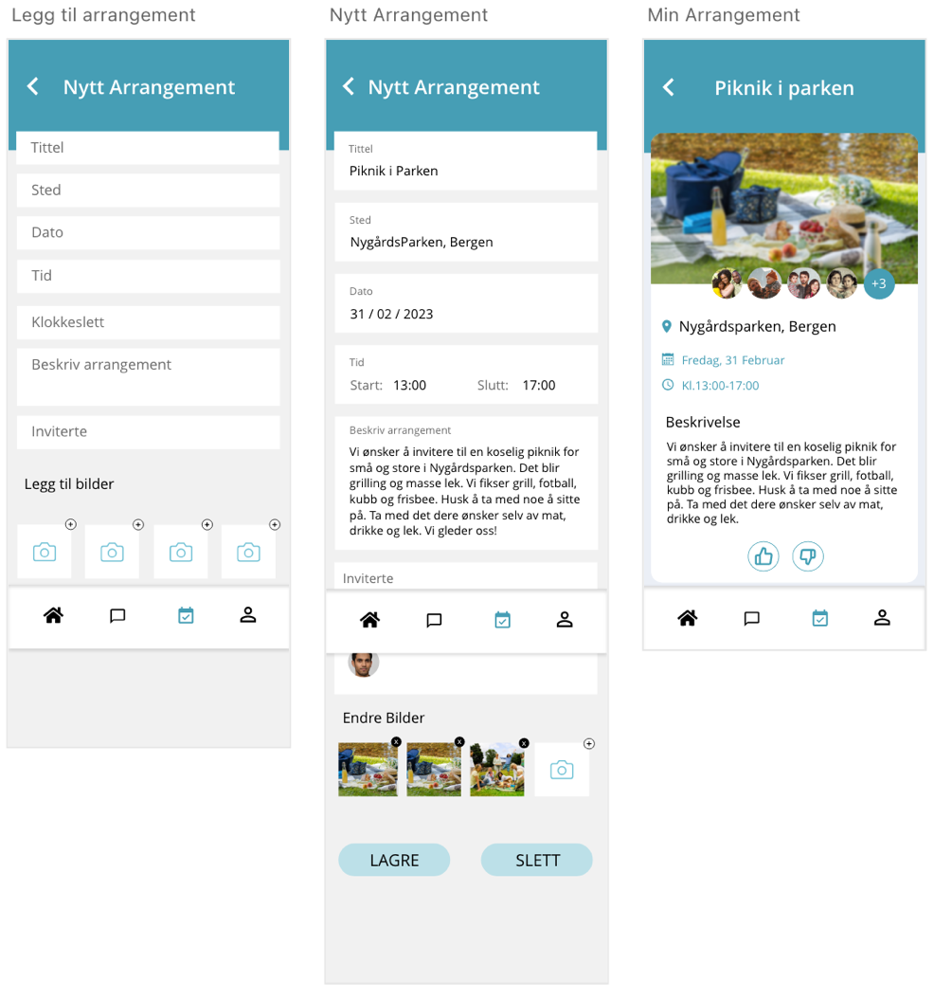 Legg til arrangement
Nytt Arrangement
Tittel
Sted
Dato
Tid
Klokkeslett
Beskriv arrangement
Inviterte
Legg til bilder
Nytt Arrangement
Nytt Arrangement
Tittel
Piknik i Parken
Sted
NygårdsParken, Bergen
Dato
31 / 02 / 2023
Tid
Start: 13:00 Slutt: 17:00
Beskriv arrangement
Vi ønsker å invitere til en koselig piknik for
små og store i Nygårdsparken. Det blir
grilling og masse lek. Vi fikser grill, fotball,
kubb og frisbee. Husk å ta med noe å sitte
på. Ta med det dere ønsker selv av mat,
drikke og lek. Vi gleder oss!
Inviterte
Endre Bilder
x x x
LAGRE SLETT
Min Arrangement
Piknik i parken
+3
Nygårdsparken, Bergen
Fredag, 31 Februar
Kl.13:00-17:00
Beskrivelse
Vi ønsker å invitere til en koselig piknik for
små og store i Nygårdsparken. Det blir
grilling og masse lek. Vi fikser grill, fotball,
kubb og frisbee. Husk å ta med noe å sitte
på. Ta med det dere ønsker selv av mat,
drikke og lek.